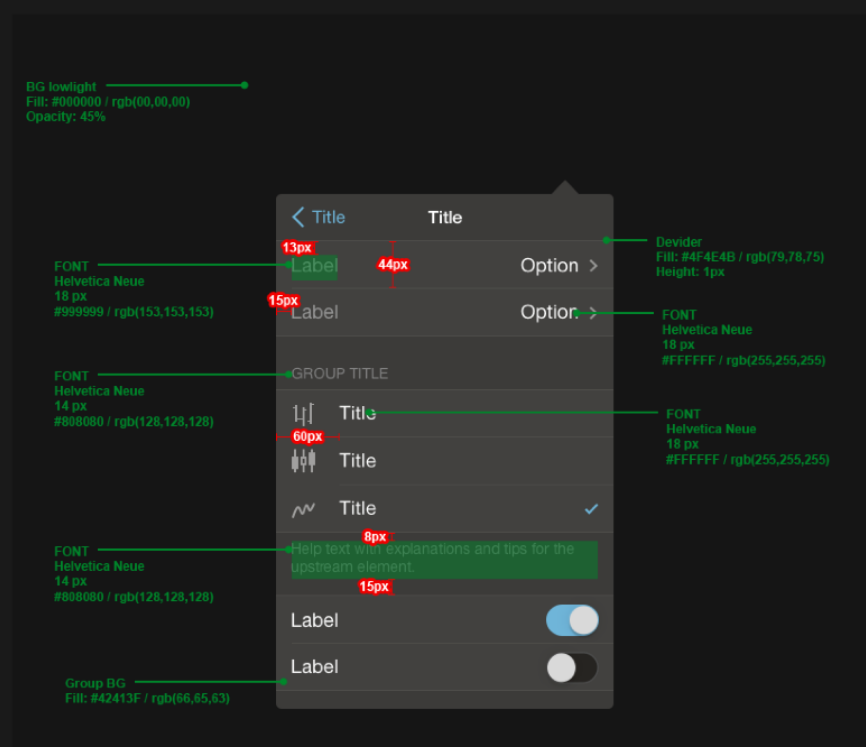 BG lowlight
Fill: #000000 / rgb(00,00,00)
Opacity: 45%
Title
Title
Devider
Fill: #4F4E4B / rgb(79,78,75)
Height: 1px
13px
Label
44px
Option
FONT
Helvetica Neue
18 px
#999999 / rgb(153,153,153)
15px
Label
Option
FONT
Helvetica Neue
18 px
#FFFFFF / rgb(255,255,255)
GROUP TITLE
FONT
Helvetica Neue
14 px
#808080 / rgb(128,128,128)
Title
FONT
Helvetica Neue
18 px
#FFFFFF / rgb(255,255,255)
60px
Title
Title
8px
Help text with explanations and tips for the
upstream element.
15px
FONT
Helvetica Neue
14 px
#808080 / rgb(128,128,128)
Label
Label
Group BG
Fill: #42413F / rgb(66,65,63)